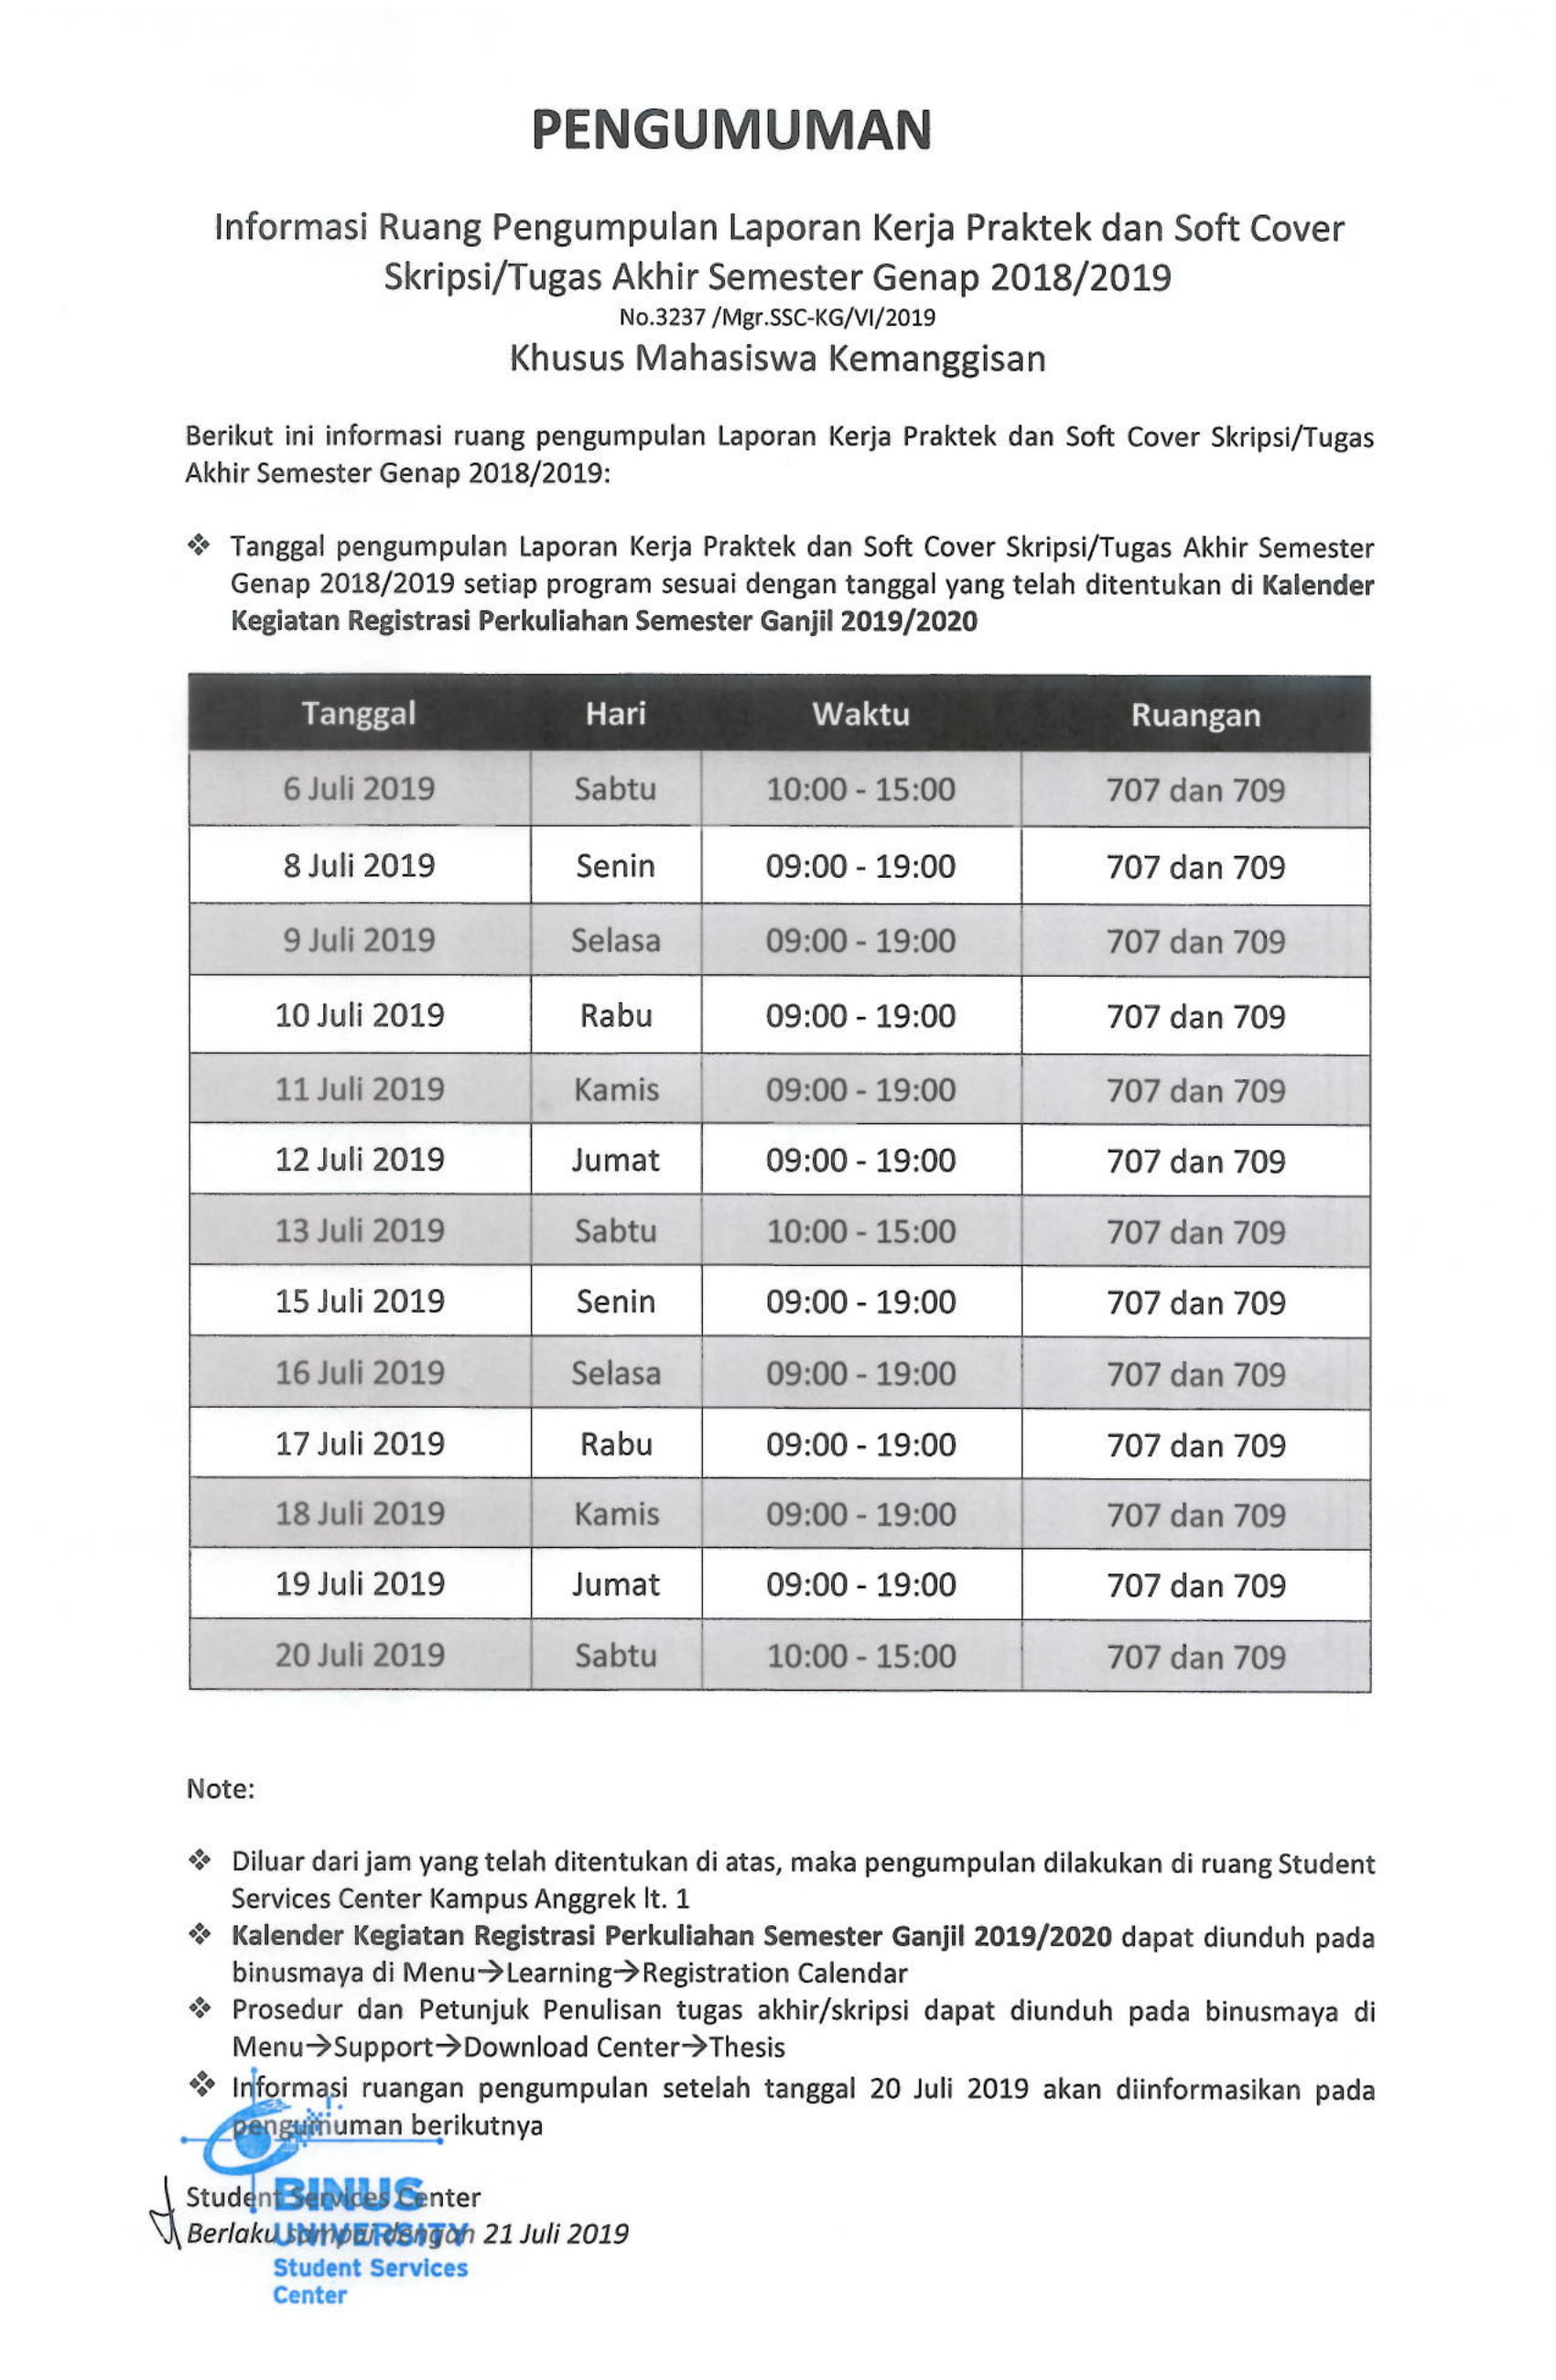 PENGUMUMAN
Informasi Ruang Pengumpulan Laporan Kerja Praktek dan Soft Cover
Skripsi/Tugas Akhir Semester Genap 2018/2019
No.3237 /Mgr.SSC-KG/VI/2019
Khusus Mahasiswa Kemanggisan
Berikut ini informasi ruang pengumpulan Laporan Kerja Praktek dan Soft Cover Skripsi/Tugas
Akhir Semester Genap 2018/2019:
❖ Tanggal pengumpulan Laporan Kerja Praktek dan Soft Cover Skripsi/Tugas Akhir Semester
Genap 2018/2019 setiap program sesuai dengan tanggal yang telah ditentukan di Kalender
Kegiatan Registrasi Perkuliahan Semester Ganjil 2019/2020
Tanggal Hari Waktu Ruangan
6 Juli 2019 Sabtu 10:00 - 15:00 707 dan 709
8 Juli 2019 Senin 09:00 - 19:00 707 dan 709
9 Juli 2019 Selasa 09:00 - 19:00 707 dan 709
10 Juli 2019 Rabu 09:00 - 19:00 707 dan 709
11 Juli 2019 Kamis 09:00 - 19:00 707 dan 709
12 Juli 2019 Jumat 09:00 - 19:00 707 dan 709
13 Juli 2019 Sabtu 10:00 - 15:00 707 dan 709
15 Juli 2019 Senin 09:00 - 19:00 707 dan 709
16 Juli 2019 Selasa 09:00 - 19:00 707 dan 709
17 Juli 2019 Rabu 09:00 - 19:00 707 dan 709
18 Juli 2019 Kamis 09:00 - 19:00 707 dan 709
19 Juli 2019 Jumat 09:00 - 19:00 707 dan 709
20 Juli 2019 Sabtu 10:00 - 15:00 707 dan 709
Note:
❖ Diluar dari jam yang telah ditentukan di atas, maka pengumpulan dilakukan di ruang Student
Services Center Kampus Anggrek lt. 1
❖ Kalender Kegiatan Registrasi Perkuliahan Semester Ganjil 2019/2020 dapat diunduh pada
binusmaya di Menu→Learning→Registration Calendar
❖ Prosedur dan Petunjuk Penulisan tugas akhir/skripsi dapat diunduh pada binusmaya di
Menu→Support→Download Center→Thesis
❖ Informasi ruangan pengumpulan setelah tanggal 20 Juli 2019 akan diinformasikan pada
pengumuman berikutnya
Student Services Center
Berlaku sampai dengan 21 Juli 2019
BINUS
UNIVERSITY
Student Services
Center